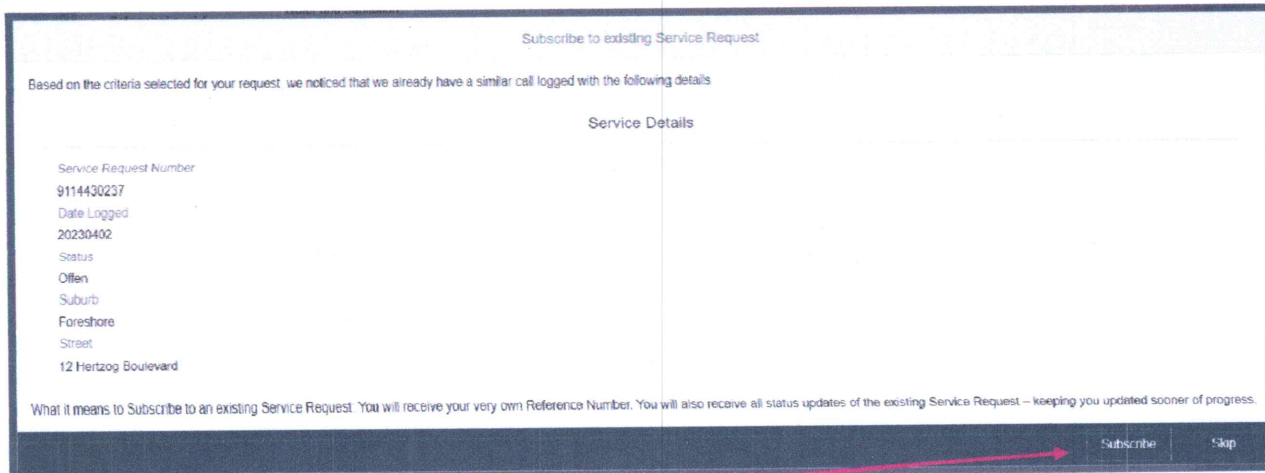 Subscribe to existing Service Request
Based on the criteria selected for your request we noticed that we already have a similar call logged with the following details
Service Details
Service Request Number
9114430237
Date Logged
20230402
Status
Offen
Suburb
Foreshore
Street
12 Hertzog Boulevard
What it means to Subscribe to an existing Service Request. You will receive your very own Reference Number. You will also receive all status updates of the existing Service Request – keeping you updated sooner of progress.
Subscribe Skip